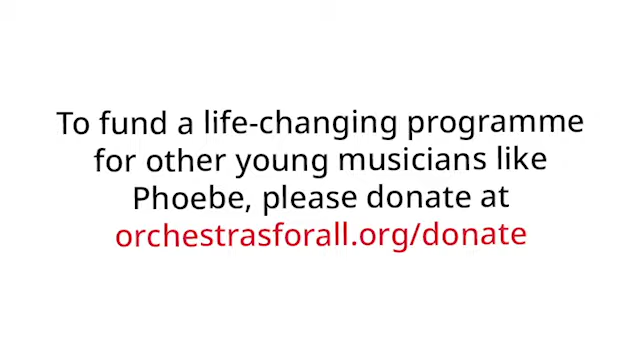 To fund a life-changing programme
for other young musicians like
Phoebe, please donate at
orchestrasforall.org/donate